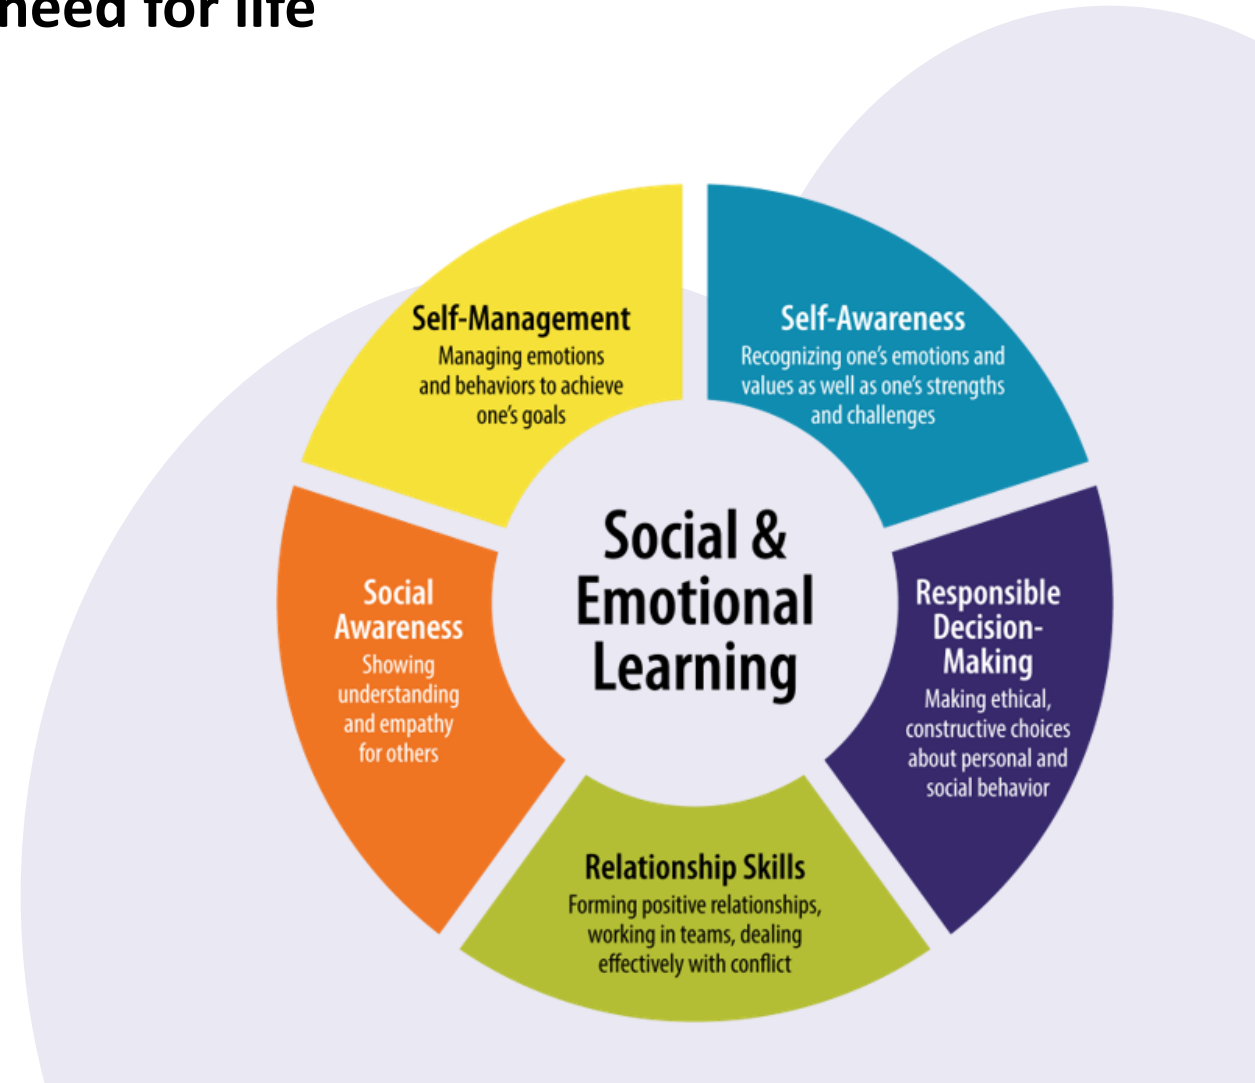 need for life
Self-Management
Managing emotions
and behaviors to achieve
one's goals
Self-Awareness
Recognizing one's emotions and
values as well as one's strengths
and challenges
Social &
Emotional
Learning
Social
Awareness
Showing
understanding
and empathy
for others
Responsible
Decision-
Making
Making ethical,
constructive choices
about personal and
social behavior
Relationship Skills
Forming positive relationships,
working in teams, dealing
effectively with conflict